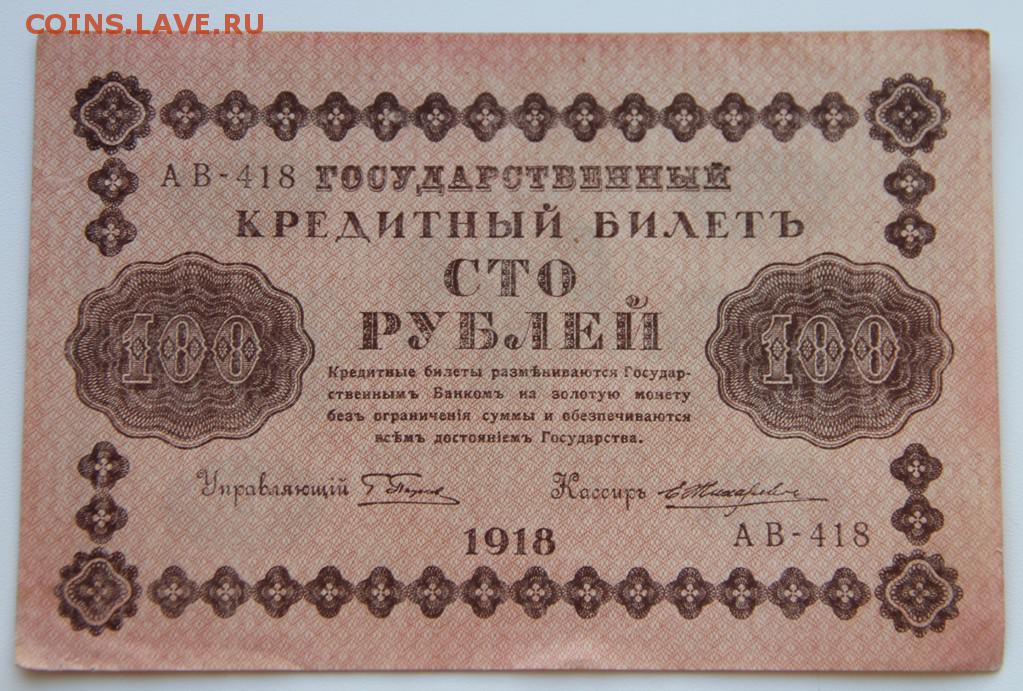 COINS.LAVE.RU
АВ-418 ГОСУДАРСТВЕННЫЙ
КРЕДИТНЫЙ БИЛЕТЪ
СТО
РУБЛЕЙ
100 100
Кредитные билеты размѣниваются Государ-
ственнымъ Банкомъ на золотую монету
безъ ограниченія суммы и обезпечиваются
всѣмъ достояніемъ Государства.
Управляющій Кассиръ Е. Жихаревъ
1918
АВ-418